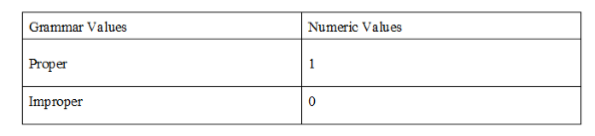 Grammar Values Numeric Values
Proper 1
Improper 0